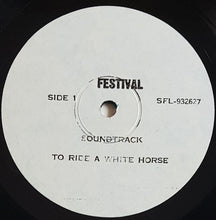 FESTIVAL
SIDE 1 SFL-932627
SOUNDTRACK
TO RIDE A WHITE HORSE